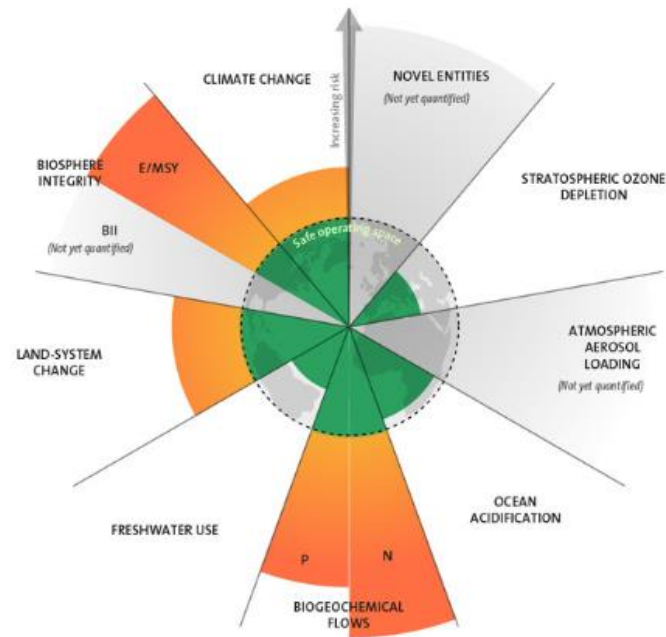 Increasing risk
CLIMATE CHANGE
NOVEL ENTITIES
(Not yet quantified)
STRATOSPHERIC OZONE
DEPLETION
ATMOSPHERIC
AEROSOL
LOADING
(Not yet quantified)
OCEAN
ACIDIFICATION
BIOGEOCHEMICAL
FLOWS
P
N
FRESHWATER USE
LAND-SYSTEM
CHANGE
BIOSPHERE
INTEGRITY
E/MSY
BII
(Not yet quantified)
Safe operating space